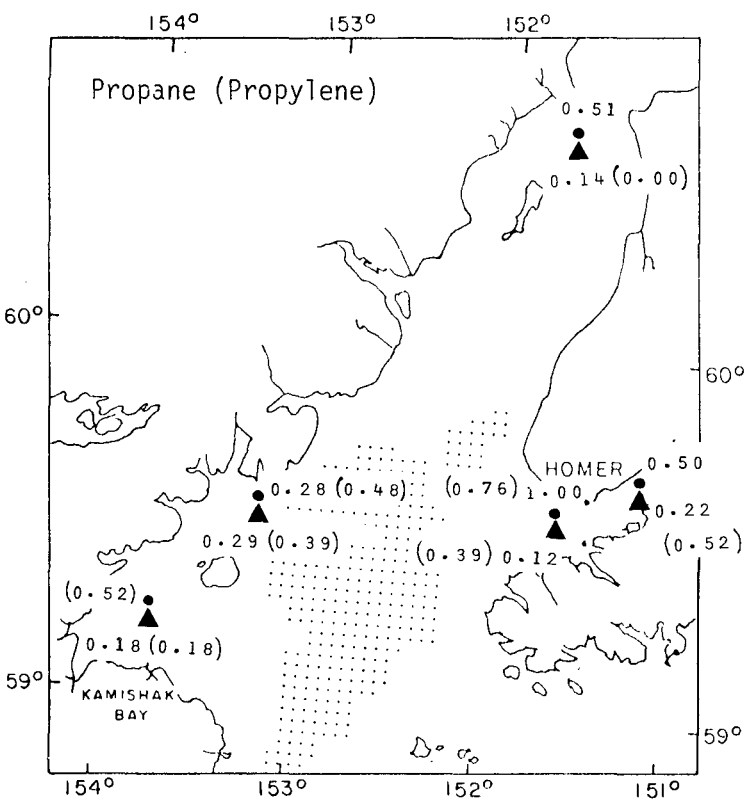 154° 153° 152°
Propane (Propylene)
0.51
0.14(0.00)
60°
60°
HOMER 0.50
0.28(0.48) (0.76) 1.00
0.22
0.29(0.39) (0.39) 0.12 (0.52)
(0.52)
0.18(0.18)
59°
KAMISHAK
BAY
59°
154° 153° 152° 151°